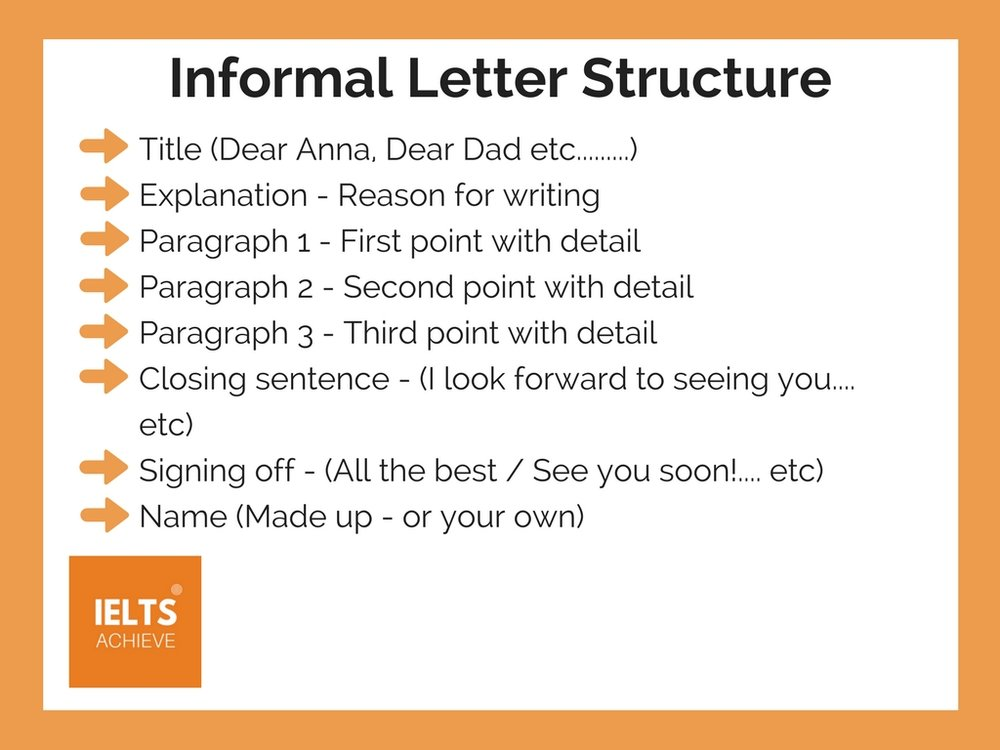 Informal Letter Structure
Title (Dear Anna, Dear Dad etc.........)
Explanation - Reason for writing
Paragraph 1 - First point with detail
Paragraph 2 - Second point with detail
Paragraph 3 - Third point with detail
Closing sentence - (I look forward to seeing you....
etc)
Signing off - (All the best / See you soon!.... etc)
Name (Made up - or your own)
IELTS
ACHIEVE